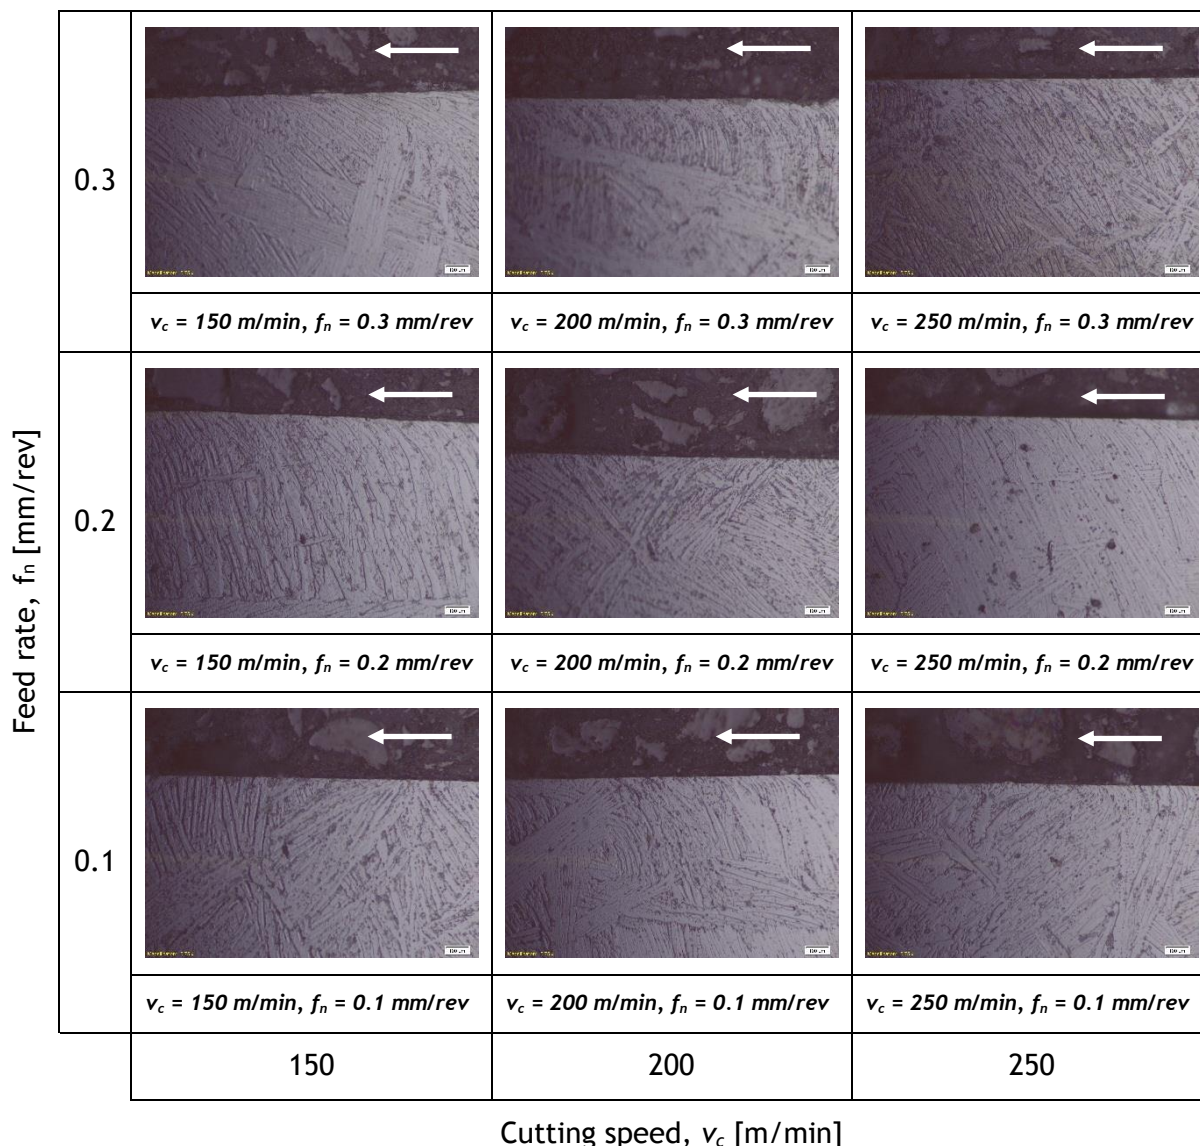 0.3
v_c = 150 m/min, f_n = 0.3 mm/rev
v_c = 200 m/min, f_n = 0.3 mm/rev
v_c = 250 m/min, f_n = 0.3 mm/rev
Feed rate, f_n [mm/rev]
0.2
v_c = 150 m/min, f_n = 0.2 mm/rev
v_c = 200 m/min, f_n = 0.2 mm/rev
v_c = 250 m/min, f_n = 0.2 mm/rev
0.1
v_c = 150 m/min, f_n = 0.1 mm/rev
v_c = 200 m/min, f_n = 0.1 mm/rev
v_c = 250 m/min, f_n = 0.1 mm/rev
150
200
250
Cutting speed, v_c [m/min]